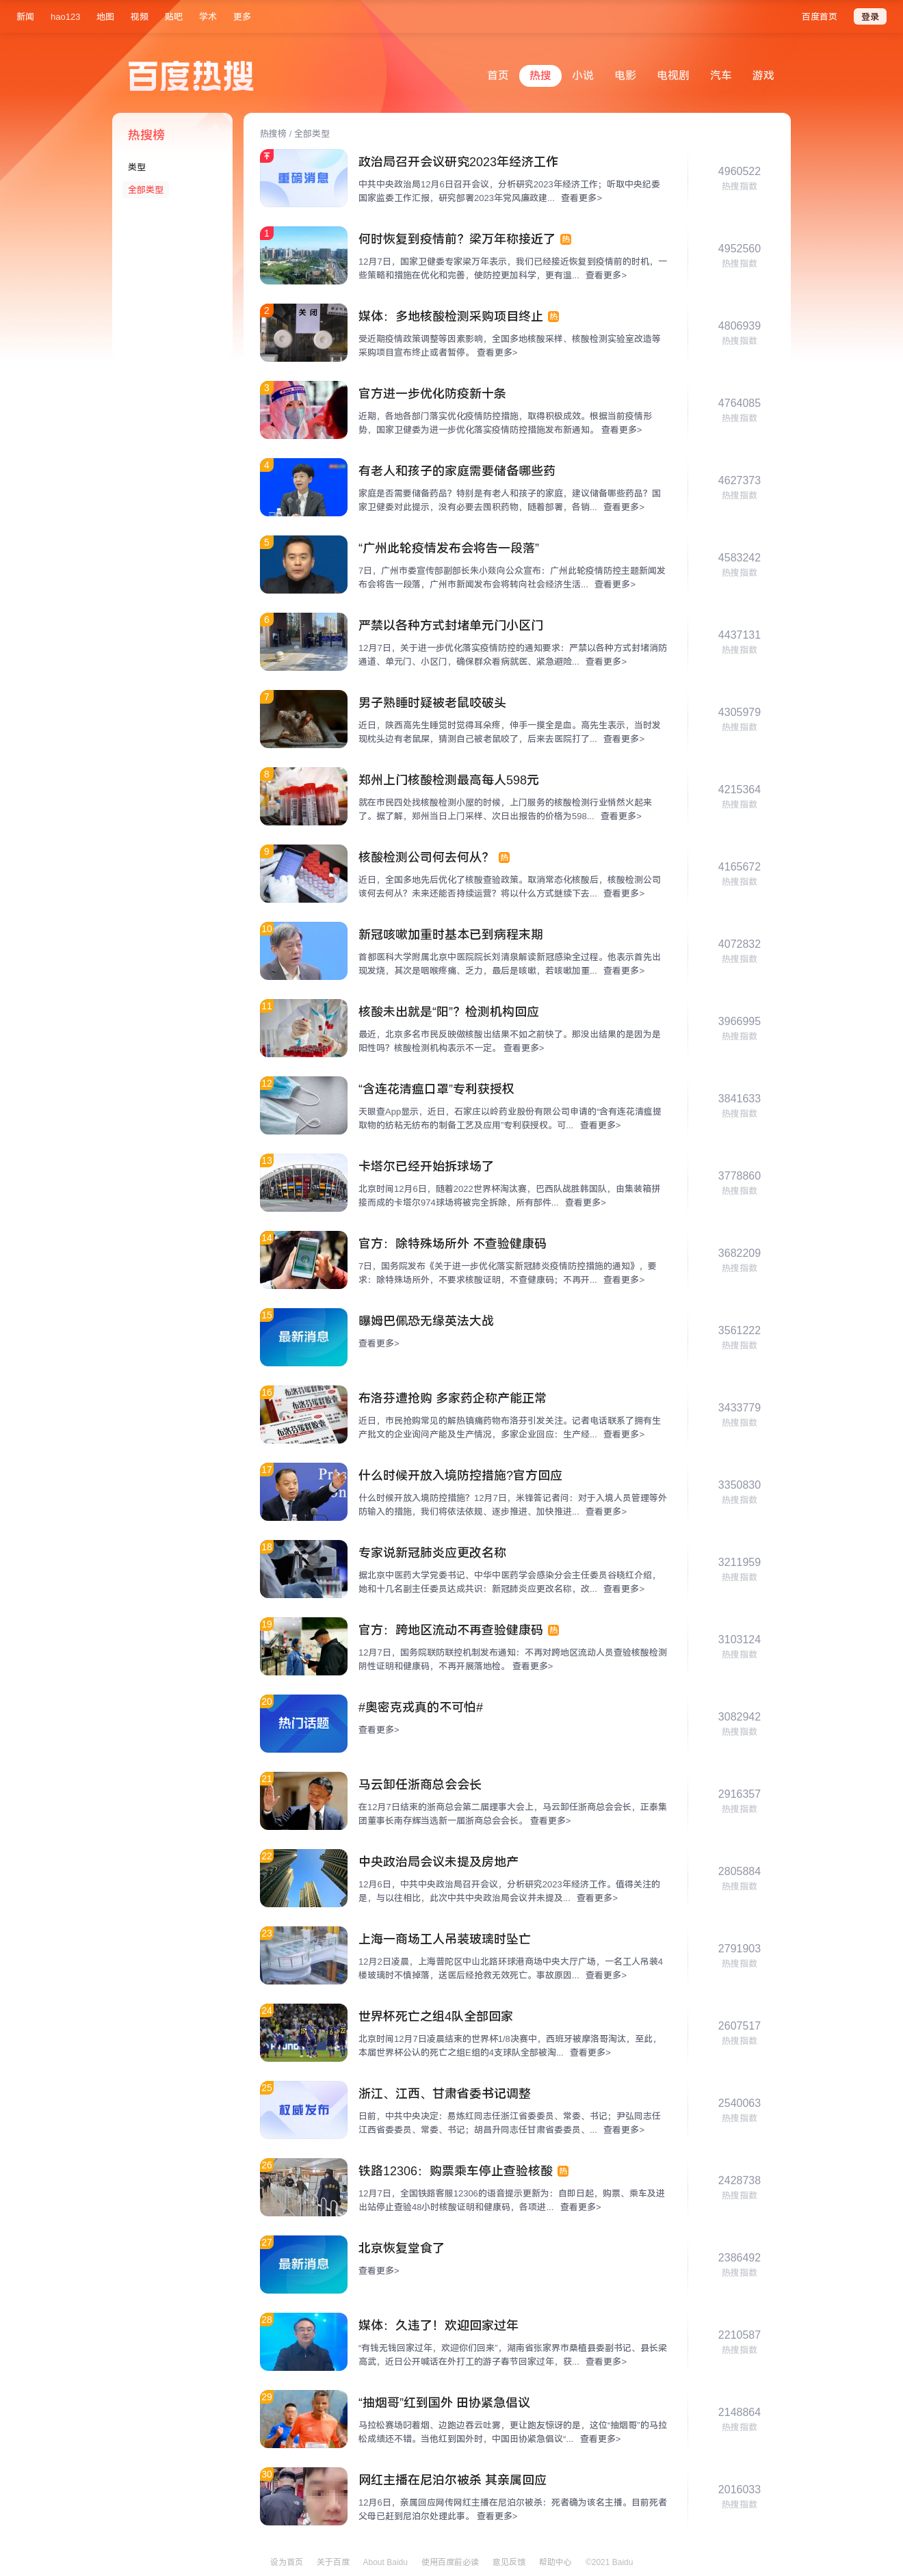 新闻 hao123 地图 视频 贴吧 学术 更多 百度首页 登录
百度热搜 首页 热搜 小说 电影 电视剧 汽车 游戏
热搜榜
类型
全部类型
热搜榜 / 全部类型
重磅消息
政治局召开会议研究2023年经济工作
中共中央政治局12月6日召开会议，分析研究2023年经济工作；听取中央纪委
国家监委工作汇报，研究部署2023年党风廉政建... 查看更多>
4960522
热搜指数
1
何时恢复到疫情前？梁万年称接近了 热
12月7日，国家卫健委专家梁万年表示，我们已经接近恢复到疫情前的时机，一
些策略和措施在优化和完善，使防控更加科学，更有温... 查看更多>
4952560
热搜指数
2
关 闭
媒体：多地核酸检测采购项目终止 热
受近期疫情政策调整等因素影响，全国多地核酸采样、核酸检测实验室改造等
采购项目宣布终止或者暂停。 查看更多>
4806939
热搜指数
3
官方进一步优化防疫新十条
近期，各地各部门落实优化疫情防控措施，取得积极成效。根据当前疫情形
势，国家卫健委为进一步优化落实疫情防控措施发布新通知。 查看更多>
4764085
热搜指数
4
有老人和孩子的家庭需要储备哪些药
家庭是否需要储备药品？特别是有老人和孩子的家庭，建议储备哪些药品？国
家卫健委对此提示，没有必要去囤积药物，随着部署，各销... 查看更多>
4627373
热搜指数
5
“广州此轮疫情发布会将告一段落”
7日，广州市委宣传部副部长朱小燚向公众宣布：广州此轮疫情防控主题新闻发
布会将告一段落，广州市新闻发布会将转向社会经济生活... 查看更多>
4583242
热搜指数
6
严禁以各种方式封堵单元门小区门
12月7日，关于进一步优化落实疫情防控的通知要求：严禁以各种方式封堵消防
通道、单元门、小区门，确保群众看病就医、紧急避险... 查看更多>
4437131
热搜指数
7
男子熟睡时疑被老鼠咬破头
近日，陕西高先生睡觉时觉得耳朵疼，伸手一摸全是血。高先生表示，当时发
现枕头边有老鼠屎，猜测自己被老鼠咬了，后来去医院打了... 查看更多>
4305979
热搜指数
8
郑州上门核酸检测最高每人598元
就在市民四处找核酸检测小屋的时候，上门服务的核酸检测行业悄然火起来
了。据了解，郑州当日上门采样、次日出报告的价格为598... 查看更多>
4215364
热搜指数
9
核酸检测公司何去何从？ 热
近日，全国多地先后优化了核酸查验政策。取消常态化核酸后，核酸检测公司
该何去何从？未来还能否持续运营？将以什么方式继续下去... 查看更多>
4165672
热搜指数
10
新冠咳嗽加重时基本已到病程末期
首都医科大学附属北京中医院院长刘清泉解读新冠感染全过程。他表示首先出
现发烧，其次是咽喉疼痛、乏力，最后是咳嗽，若咳嗽加重... 查看更多>
4072832
热搜指数
11
核酸未出就是“阳”？检测机构回应
最近，北京多名市民反映做核酸出结果不如之前快了。那没出结果的是因为是
阳性吗？核酸检测机构表示不一定。 查看更多>
3966995
热搜指数
12
“含连花清瘟口罩”专利获授权
天眼查App显示，近日，石家庄以岭药业股份有限公司申请的“含有连花清瘟提
取物的纺粘无纺布的制备工艺及应用”专利获授权。可... 查看更多>
3841633
热搜指数
13
卡塔尔已经开始拆球场了
北京时间12月6日，随着2022世界杯淘汰赛，巴西队战胜韩国队，由集装箱拼
接而成的卡塔尔974球场将被完全拆除，所有部件... 查看更多>
3778860
热搜指数
14
官方：除特殊场所外 不查验健康码
7日，国务院发布《关于进一步优化落实新冠肺炎疫情防控措施的通知》，要
求：除特殊场所外，不要求核酸证明，不查健康码；不再开... 查看更多>
3682209
热搜指数
15
最新消息
曝姆巴佩恐无缘英法大战
查看更多>
3561222
热搜指数
16
布洛芬遭抢购 多家药企称产能正常
近日，市民抢购常见的解热镇痛药物布洛芬引发关注。记者电话联系了拥有生
产批文的企业询问产能及生产情况，多家企业回应：生产经... 查看更多>
3433779
热搜指数
17
什么时候开放入境防控措施?官方回应
什么时候开放入境防控措施？12月7日，米锋答记者问：对于入境人员管理等外
防输入的措施，我们将依法依规、逐步推进、加快推进... 查看更多>
3350830
热搜指数
18
专家说新冠肺炎应更改名称
据北京中医药大学党委书记、中华中医药学会感染分会主任委员谷晓红介绍，
她和十几名副主任委员达成共识：新冠肺炎应更改名称，改... 查看更多>
3211959
热搜指数
19
官方：跨地区流动不再查验健康码 热
12月7日，国务院联防联控机制发布通知：不再对跨地区流动人员查验核酸检测
阴性证明和健康码，不再开展落地检。 查看更多>
3103124
热搜指数
20
热门话题
#奥密克戎真的不可怕#
查看更多>
3082942
热搜指数
21
马云卸任浙商总会会长
在12月7日结束的浙商总会第二届理事大会上，马云卸任浙商总会会长，正泰集
团董事长南存辉当选新一届浙商总会会长。 查看更多>
2916357
热搜指数
22
中央政治局会议未提及房地产
12月6日，中共中央政治局召开会议，分析研究2023年经济工作。值得关注的
是，与以往相比，此次中共中央政治局会议并未提及... 查看更多>
2805884
热搜指数
23
上海一商场工人吊装玻璃时坠亡
12月2日凌晨，上海普陀区中山北路环球港商场中央大厅广场，一名工人吊装4
楼玻璃时不慎掉落，送医后经抢救无效死亡。事故原因... 查看更多>
2791903
热搜指数
24
世界杯死亡之组4队全部回家
北京时间12月7日凌晨结束的世界杯1/8决赛中，西班牙被摩洛哥淘汰，至此，
本届世界杯公认的死亡之组E组的4支球队全部被淘... 查看更多>
2607517
热搜指数
25
权威发布
浙江、江西、甘肃省委书记调整
日前，中共中央决定：易炼红同志任浙江省委委员、常委、书记；尹弘同志任
江西省委委员、常委、书记；胡昌升同志任甘肃省委委员、... 查看更多>
2540063
热搜指数
26
铁路12306：购票乘车停止查验核酸 热
12月7日，全国铁路客服12306的语音提示更新为：自即日起，购票、乘车及进
出站停止查验48小时核酸证明和健康码，各项进... 查看更多>
2428738
热搜指数
27
最新消息
北京恢复堂食了
查看更多>
2386492
热搜指数
28
媒体：久违了！欢迎回家过年
“有钱无钱回家过年，欢迎你们回来”，湖南省张家界市桑植县委副书记、县长梁
高武，近日公开喊话在外打工的游子春节回家过年，获... 查看更多>
2210587
热搜指数
29
“抽烟哥”红到国外 田协紧急倡议
马拉松赛场叼着烟、边跑边吞云吐雾，更让跑友惊讶的是，这位“抽烟哥”的马拉
松成绩还不错。当他红到国外时，中国田协紧急倡议“... 查看更多>
2148864
热搜指数
30
网红主播在尼泊尔被杀 其亲属回应
12月6日，亲属回应网传网红主播在尼泊尔被杀：死者确为该名主播。目前死者
父母已赶到尼泊尔处理此事。 查看更多>
2016033
热搜指数
设为首页 关于百度 About Baidu 使用百度前必读 意见反馈 帮助中心 ©2021 Baidu